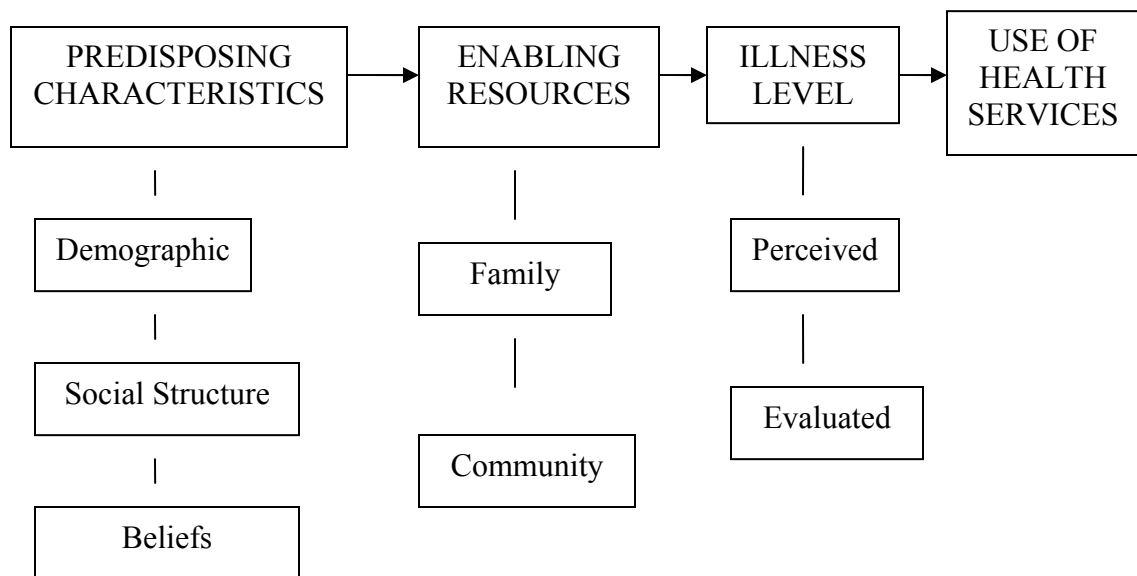 PREDISPOSING
CHARACTERISTICS
ENABLING
RESOURCES
ILLNESS
LEVEL
USE OF
HEALTH
SERVICES
Demographic
Social Structure
Beliefs
Family
Community
Perceived
Evaluated